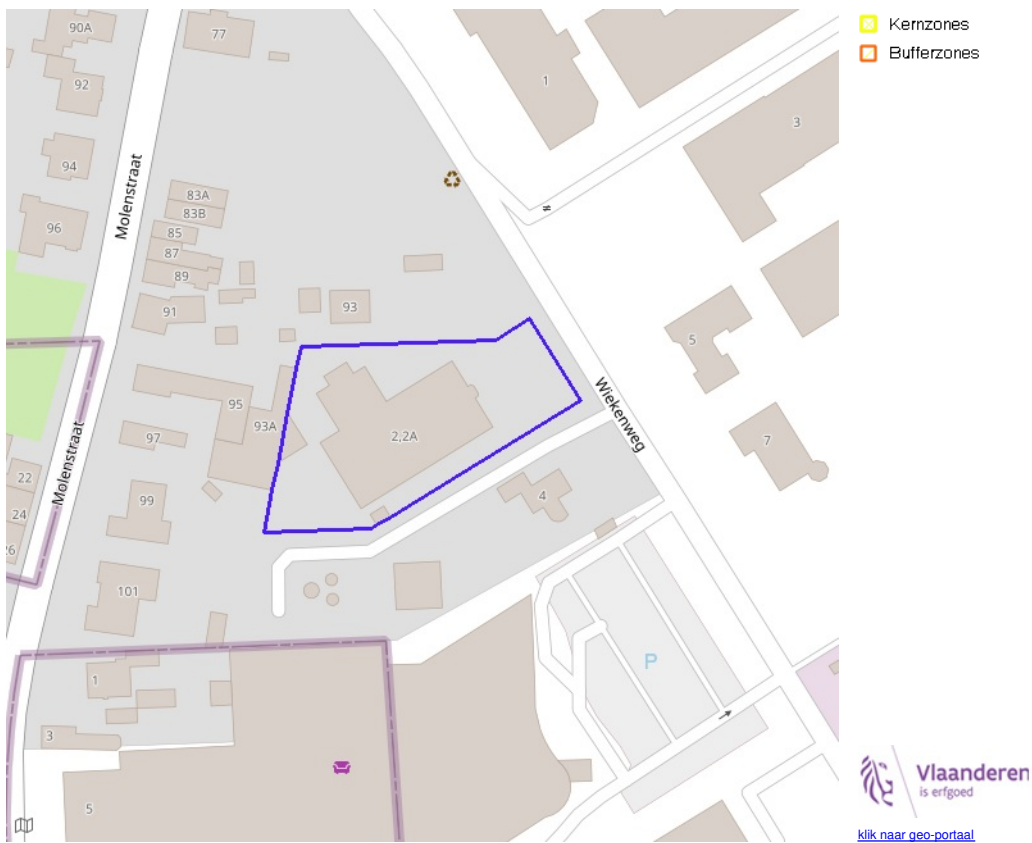 90A
77
92
1
3
94
Molenstraat
83A
83B
96
85
87
89
91
93
5
Wiekenweg
95
93A
2,2A
97
7
22
Molenstraat
99
4
24
26
101
P
1
3
5
Kernzones
Bufferzones
Vlaanderen
is erfgoed
klik naar geo-portaal